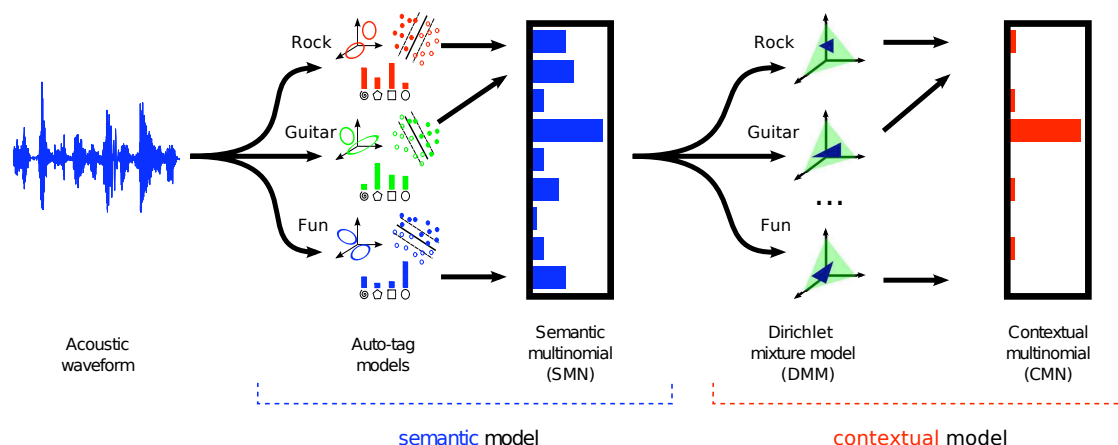 Rock
Guitar
Fun
Rock
Guitar
...
Fun
Acoustic
waveform
Auto-tag
models
Semantic
multinomial
(SMN)
Dirichlet
mixture model
(DMM)
Contextual
multinomial
(CMN)
semantic model
contextual model